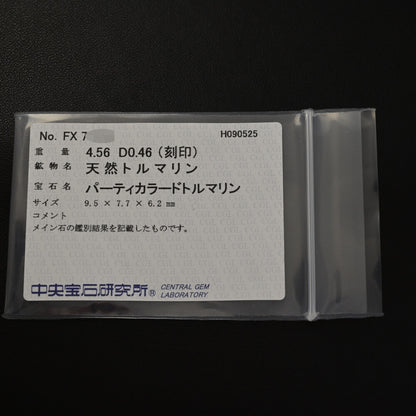 No. FX 7
H090525
重 量 4.56 D0.46 (刻印)
鉱物名 天然トルマリン
宝石名 パーティカラードトルマリン
サイズ 9.5 × 7.7 × 6.2 ㎜
コメント
メイン石の鑑別結果を記載したものです。
中央宝石研究所® CENTRAL GEM
LABORATORY